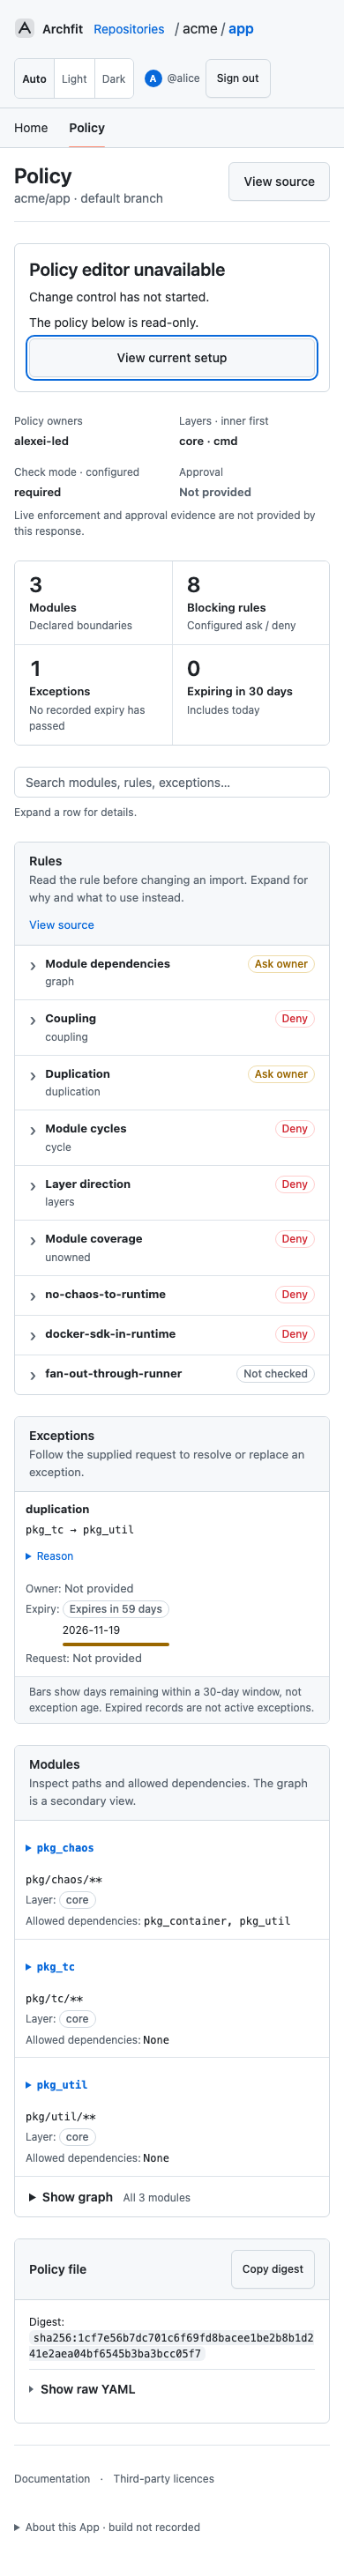 Archfit Repositories / acme / app
Auto Light Dark A @alice Sign out
Home Policy
Policy
acme/app · default branch
View source
Policy editor unavailable
Change control has not started.
The policy below is read-only.
View current setup
Policy owners
alexei-led
Layers · inner first
core · cmd
Check mode · configured
required
Approval
Not provided
Live enforcement and approval evidence are not provided by
this response.
3
Modules
Declared boundaries
8
Blocking rules
Configured ask / deny
1
Exceptions
No recorded expiry has
passed
0
Expiring in 30 days
Includes today
Search modules, rules, exceptions...
Expand a row for details.
Rules
Read the rule before changing an import. Expand for
why and what to use instead.
View source
Module dependencies Ask owner
graph
Coupling Deny
coupling
Duplication Ask owner
duplication
Module cycles Deny
cycle
Layer direction Deny
layers
Module coverage Deny
unowned
no-chaos-to-runtime Deny
docker-sdk-in-runtime Deny
fan-out-through-runner Not checked
Exceptions
Follow the supplied request to resolve or replace an
exception.
duplication
pkg_tc → pkg_util
Reason
Owner: Not provided
Expiry: Expires in 59 days
2026-11-19
Request: Not provided
Bars show days remaining within a 30-day window, not
exception age. Expired records are not active exceptions.
Modules
Inspect paths and allowed dependencies. The graph
is a secondary view.
pkg_chaos
pkg/chaos/**
Layer: core
Allowed dependencies: pkg_container, pkg_util
pkg_tc
pkg/tc/**
Layer: core
Allowed dependencies: None
pkg_util
pkg/util/**
Layer: core
Allowed dependencies: None
Show graph All 3 modules
Policy file
Copy digest
Digest:
sha256:1cf7e56b7dc701c6f69fd8bacee1be2b8b1d2
41e2aea04bf6545b3ba3bcc05f7
Show raw YAML
Documentation · Third-party licences
About this App · build not recorded